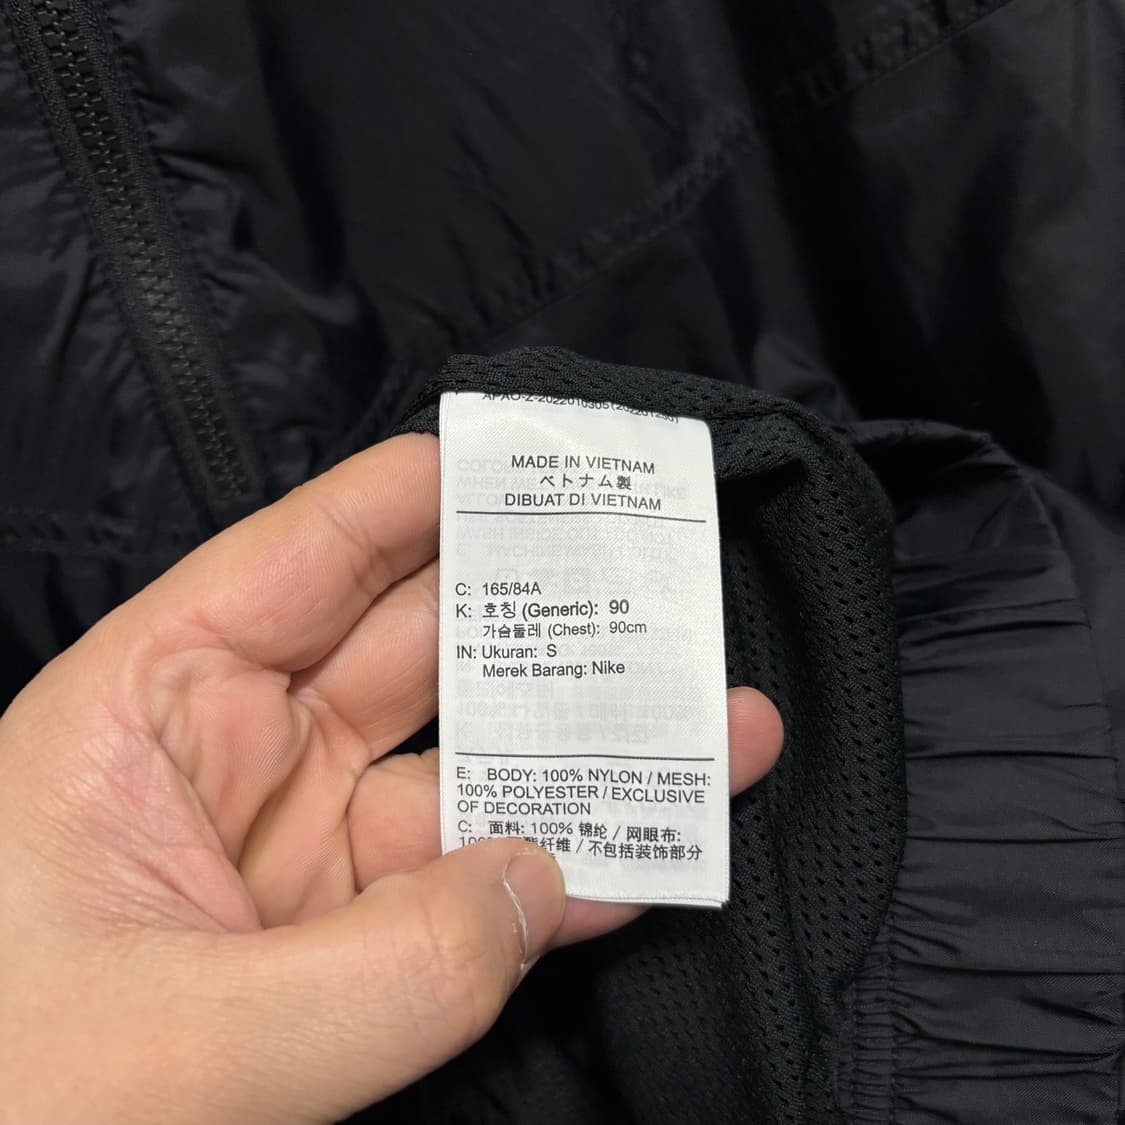 MADE IN VIETNAM
ベトナム製
DIBUAT DI VIETNAM
C: 165/84A
K: 호칭 (Generic): 90
가슴둘레 (Chest): 90cm
IN: Ukuran: S
Merek Barang: Nike
E: BODY: 100% NYLON / MESH:
100% POLYESTER / EXCLUSIVE
OF DECORATION
C: 面料: 100% 锦纶 / 网眼布:
纤维 / 不包括装饰部分